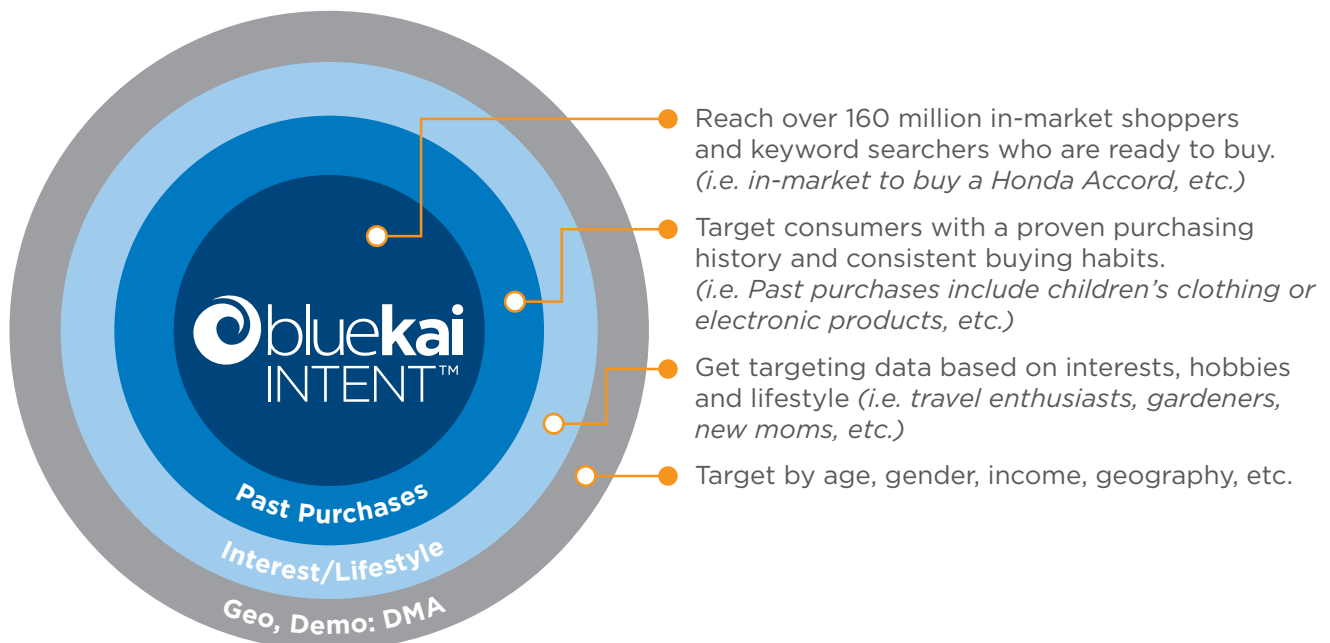 bluekai
INTENT™
Past Purchases
Interest/Lifestyle
Geo, Demo: DMA
Reach over 160 million in-market shoppers
and keyword searchers who are ready to buy.
(i.e. in-market to buy a Honda Accord, etc.)
Target consumers with a proven purchasing
history and consistent buying habits.
(i.e. Past purchases include children’s clothing or
electronic products, etc.)
Get targeting data based on interests, hobbies
and lifestyle (i.e. travel enthusiasts, gardeners,
new moms, etc.)
Target by age, gender, income, geography, etc.